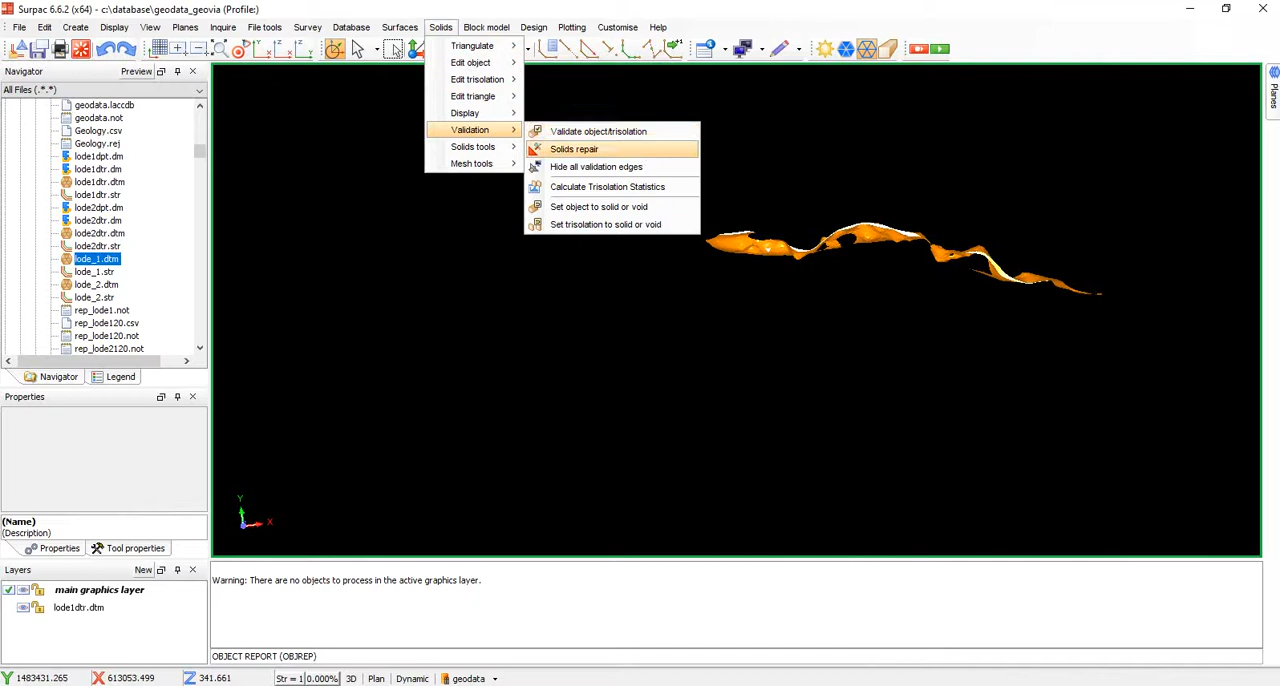 Surpac 6.6.2 (x64) - c:\database\geodata_geovia (Profile:)
File Edit Create Display View Planes Inquire File tools Survey Database Surfaces Solids Block model Design Plotting Customise Help
Navigator Preview
All Files (*.*)
geodata.laccdb
geodata.not
Geology.csv
Geology.rej
lode1dpt.dm
lode1dtr.dm
lode1dtr.dtm
lode1dtr.str
lode2dpt.dm
lode2dtr.dm
lode2dtr.dtm
lode2dtr.str
lode_1.dtm
lode_1.str
lode_2.dtm
lode_2.str
rep_lode1.not
rep_lode120.csv
rep_lode120.not
rep_lode2120.not
Navigator Legend
Triangulate
Edit object
Edit trisolation
Edit triangle
Display
Validation
Solids tools
Mesh tools
Validate object/trisolation
Solids repair
Hide all validation edges
Calculate Trisolation Statistics
Set object to solid or void
Set trisolation to solid or void
Planes
Properties
(Name)
(Description)
Properties Tool properties
Y
X
Layers New
main graphics layer
lode1dtr.dtm
Warning: There are no objects to process in the active graphics layer.
OBJECT REPORT (OBJREP)
Y 1483431.265 X 613053.499 Z 341.661 Str = 1 0.000% 3D Plan Dynamic geodata